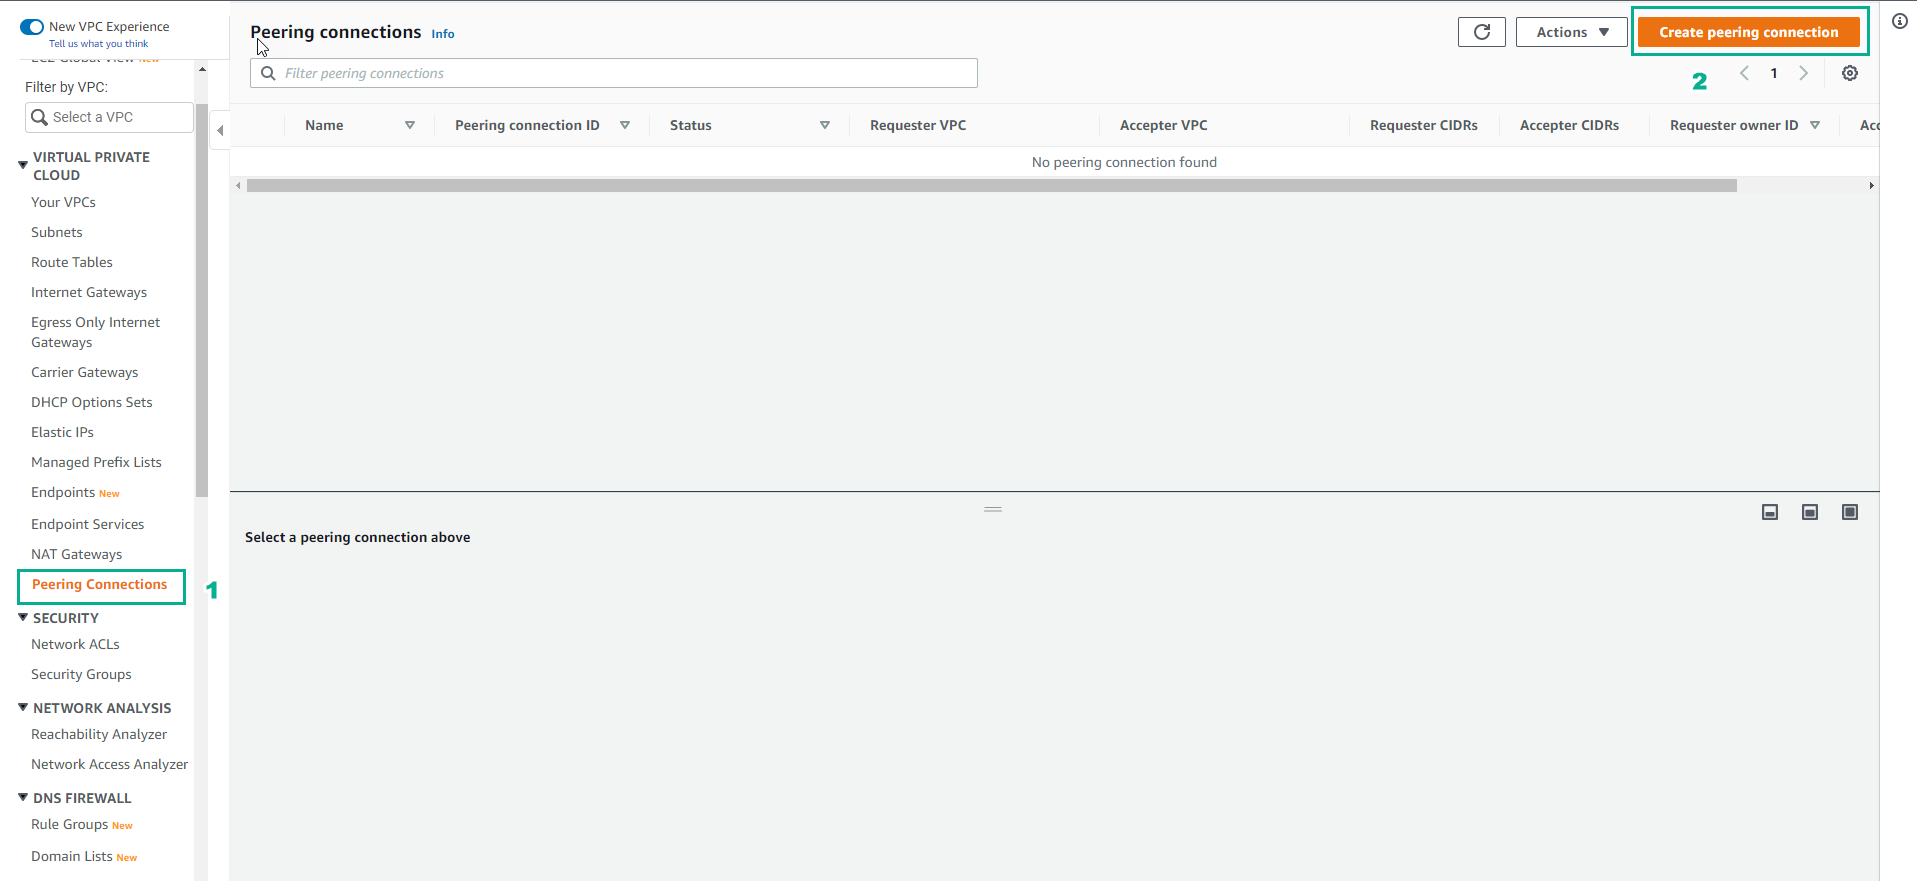 New VPC Experience
Tell us what you think
EC2 Global View New
Filter by VPC:
Select a VPC
VIRTUAL PRIVATE
CLOUD
Your VPCs
Subnets
Route Tables
Internet Gateways
Egress Only Internet
Gateways
Carrier Gateways
DHCP Options Sets
Elastic IPs
Managed Prefix Lists
Endpoints New
Endpoint Services
NAT Gateways
Peering Connections
1
SECURITY
Network ACLs
Security Groups
NETWORK ANALYSIS
Reachability Analyzer
Network Access Analyzer
DNS FIREWALL
Rule Groups New
Domain Lists New
Peering connections Info
Actions
Create peering connection
Filter peering connections
2
1
Name Peering connection ID Status Requester VPC Accepter VPC Requester CIDRs Accepter CIDRs Requester owner ID Acc
No peering connection found
Select a peering connection above